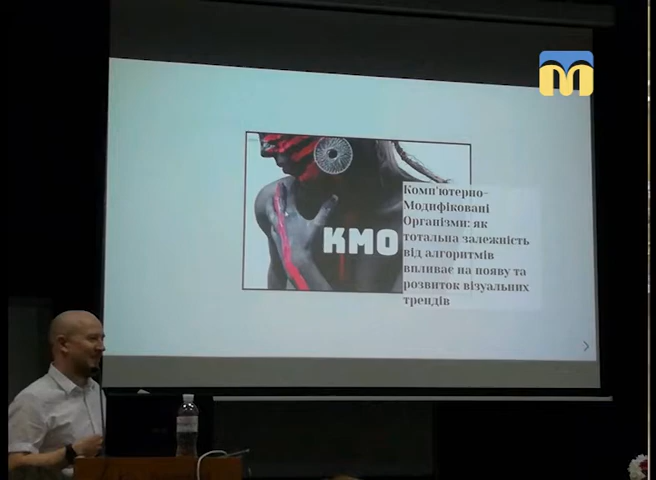 М
КМО
Комп'ютерно-
Модифіковані
Організми: як
тотальна залежність
від алгоритмів
впливає на появу та
розвиток візуальних
трендів